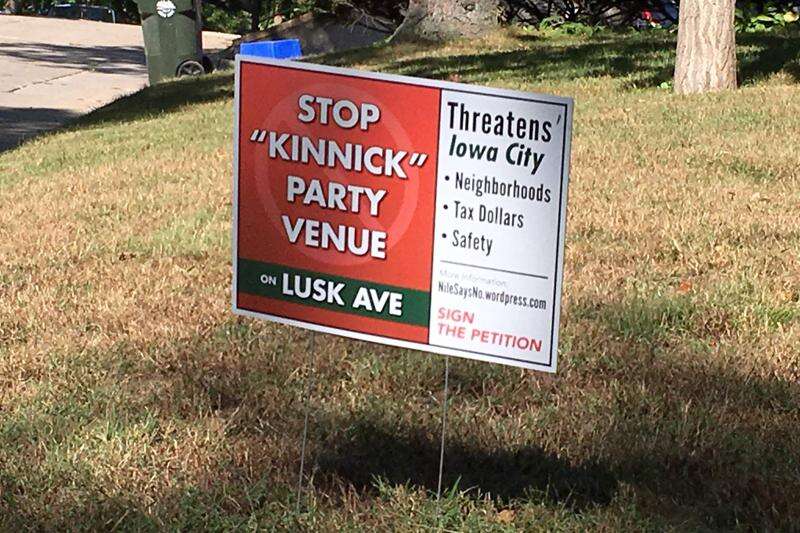 STOP
“KINNICK”
PARTY
VENUE
ON LUSK AVE
Threatens'
Iowa City
• Neighborhoods
• Tax Dollars
• Safety
More Information:
NileSaysNo.wordpress.com
SIGN
THE PETITION